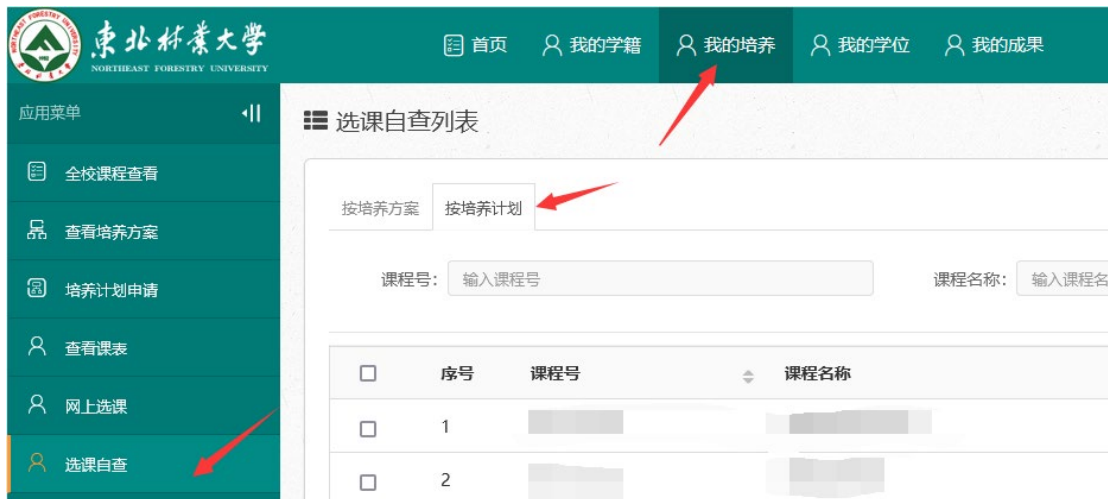 東北林業大学
NORTHEAST FORESTRY UNIVERSITY
首页 我的学籍 我的培养 我的学位 我的成果
应用菜单
全校课程查看
查看培养方案
培养计划申请
查看课表
网上选课
选课自查
选课自查列表
按培养方案 按培养计划
课程号： 输入课程号 课程名称： 输入课程名
序号 课程号 课程名称
1
2